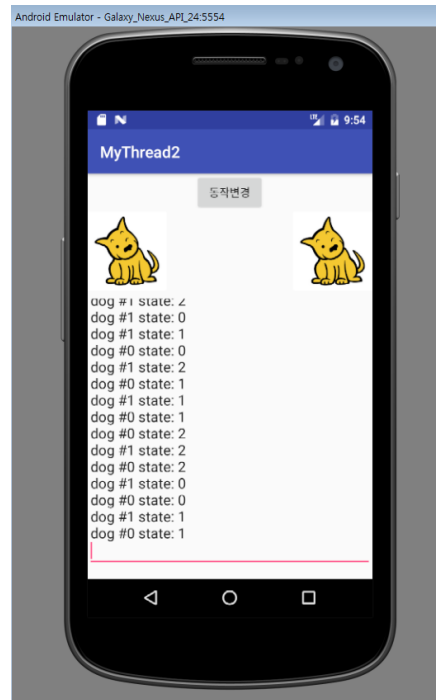 Android Emulator - Galaxy_Nexus_API_24:5554
LTE 9:54
MyThread2
동작변경
dog #1 state: 2
dog #1 state: 0
dog #1 state: 1
dog #0 state: 0
dog #1 state: 2
dog #0 state: 1
dog #1 state: 1
dog #0 state: 1
dog #0 state: 2
dog #1 state: 2
dog #0 state: 2
dog #1 state: 0
dog #0 state: 0
dog #1 state: 1
dog #0 state: 1